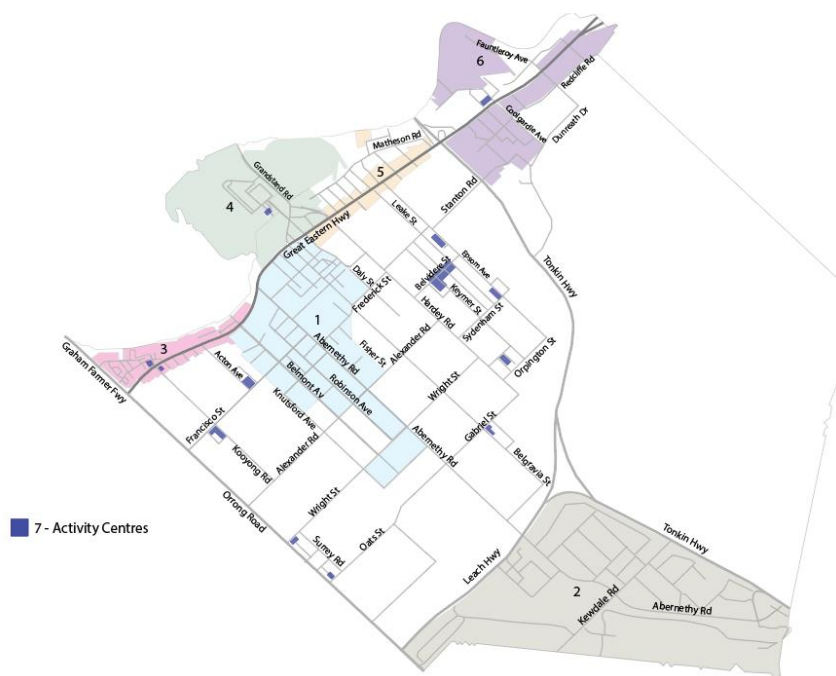 6
Fauntleroy Ave
Redcliffe Rd
Coolgardie Ave
Dunreath Dr
Matheson Rd
5
Grandstand Rd
4
Great Eastern Hwy
Leake St
Stanton Rd
Tonkin Hwy
Epsom Ave
Belvidere St
Daly St
Frederick St
Keymer St
Hardey Rd
Sydenham St
1
Abernethy Rd
Fisher St
Alexander Rd
Orpington St
3
Graham Farmer Fwy
Acton Ave
Belmont Av
Robinson Ave
Wright St
Knutsford Ave
Francisco St
Gabriel St
Abernethy Rd
Alexander Rd
Kooyong Rd
Belgravia St
Wright St
Orrong Road
7 - Activity Centres
Surrey Rd
Oats St
Leach Hwy
Tonkin Hwy
2
Kewdale Rd
Abernethy Rd